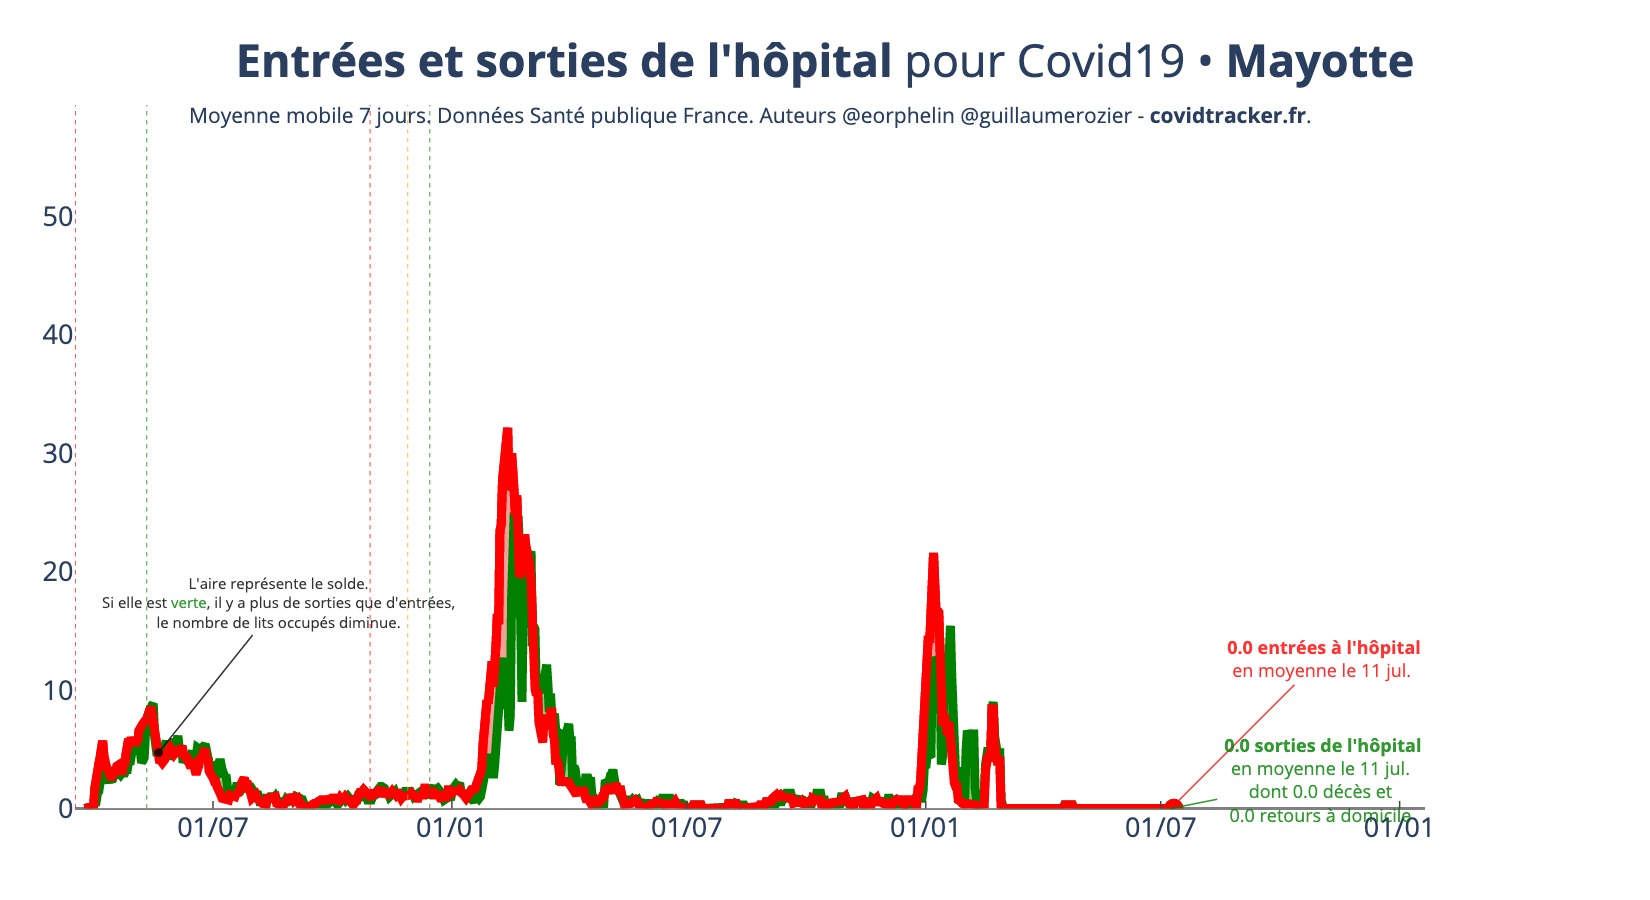 Entrées et sorties de l'hôpital pour Covid19 • Mayotte
Moyenne mobile 7 jours. Données Santé publique France. Auteurs @eorphelin @guillaumerozier - covidtracker.fr.
50
40
30
20
10
0
L'aire représente le solde.
Si elle est verte, il y a plus de sorties que d'entrées,
le nombre de lits occupés diminue.
0.0 entrées à l'hôpital
en moyenne le 11 jul.
0.0 sorties de l'hôpital
en moyenne le 11 jul.
dont 0.0 décès et
0.0 retours à domicile
01/07 01/01 01/07 01/01 01/07 01/01